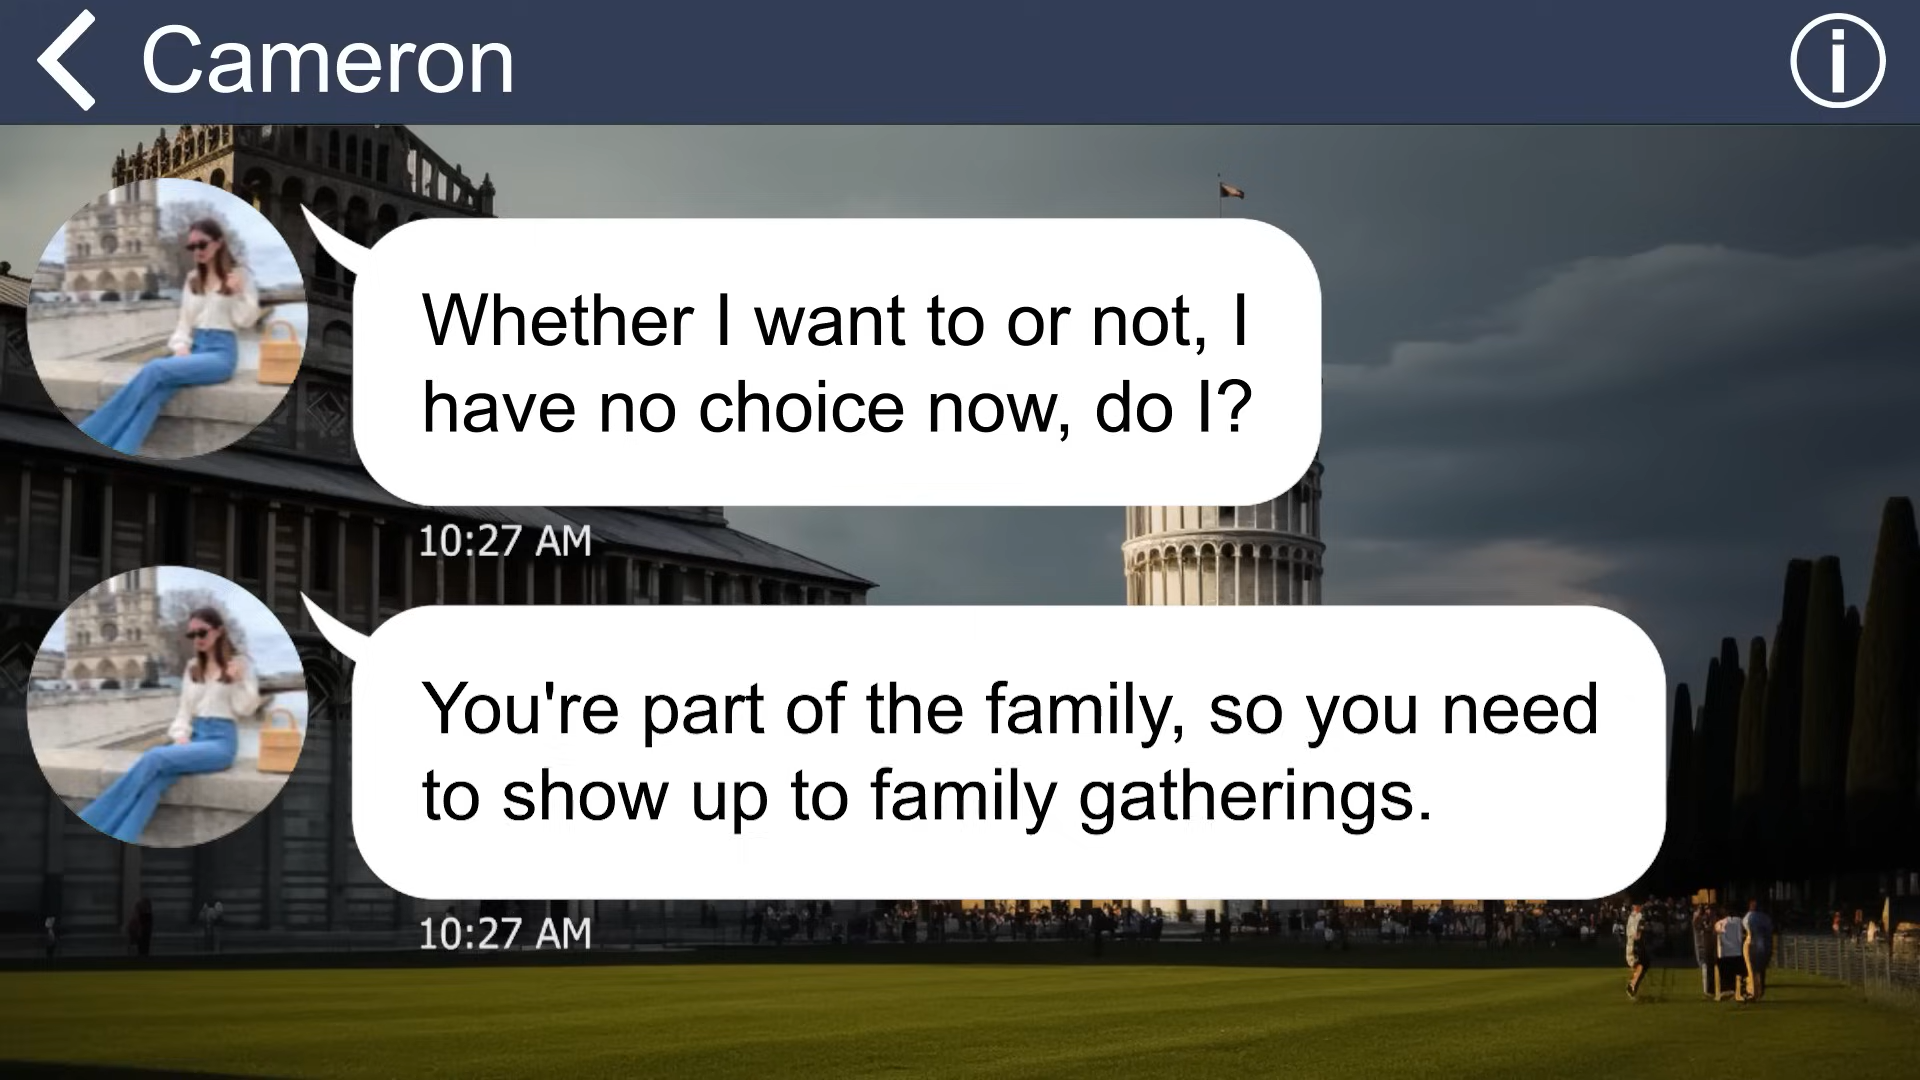 Cameron
Whether I want to or not, I
have no choice now, do I?
10:27 AM
You're part of the family, so you need
to show up to family gatherings.
10:27 AM